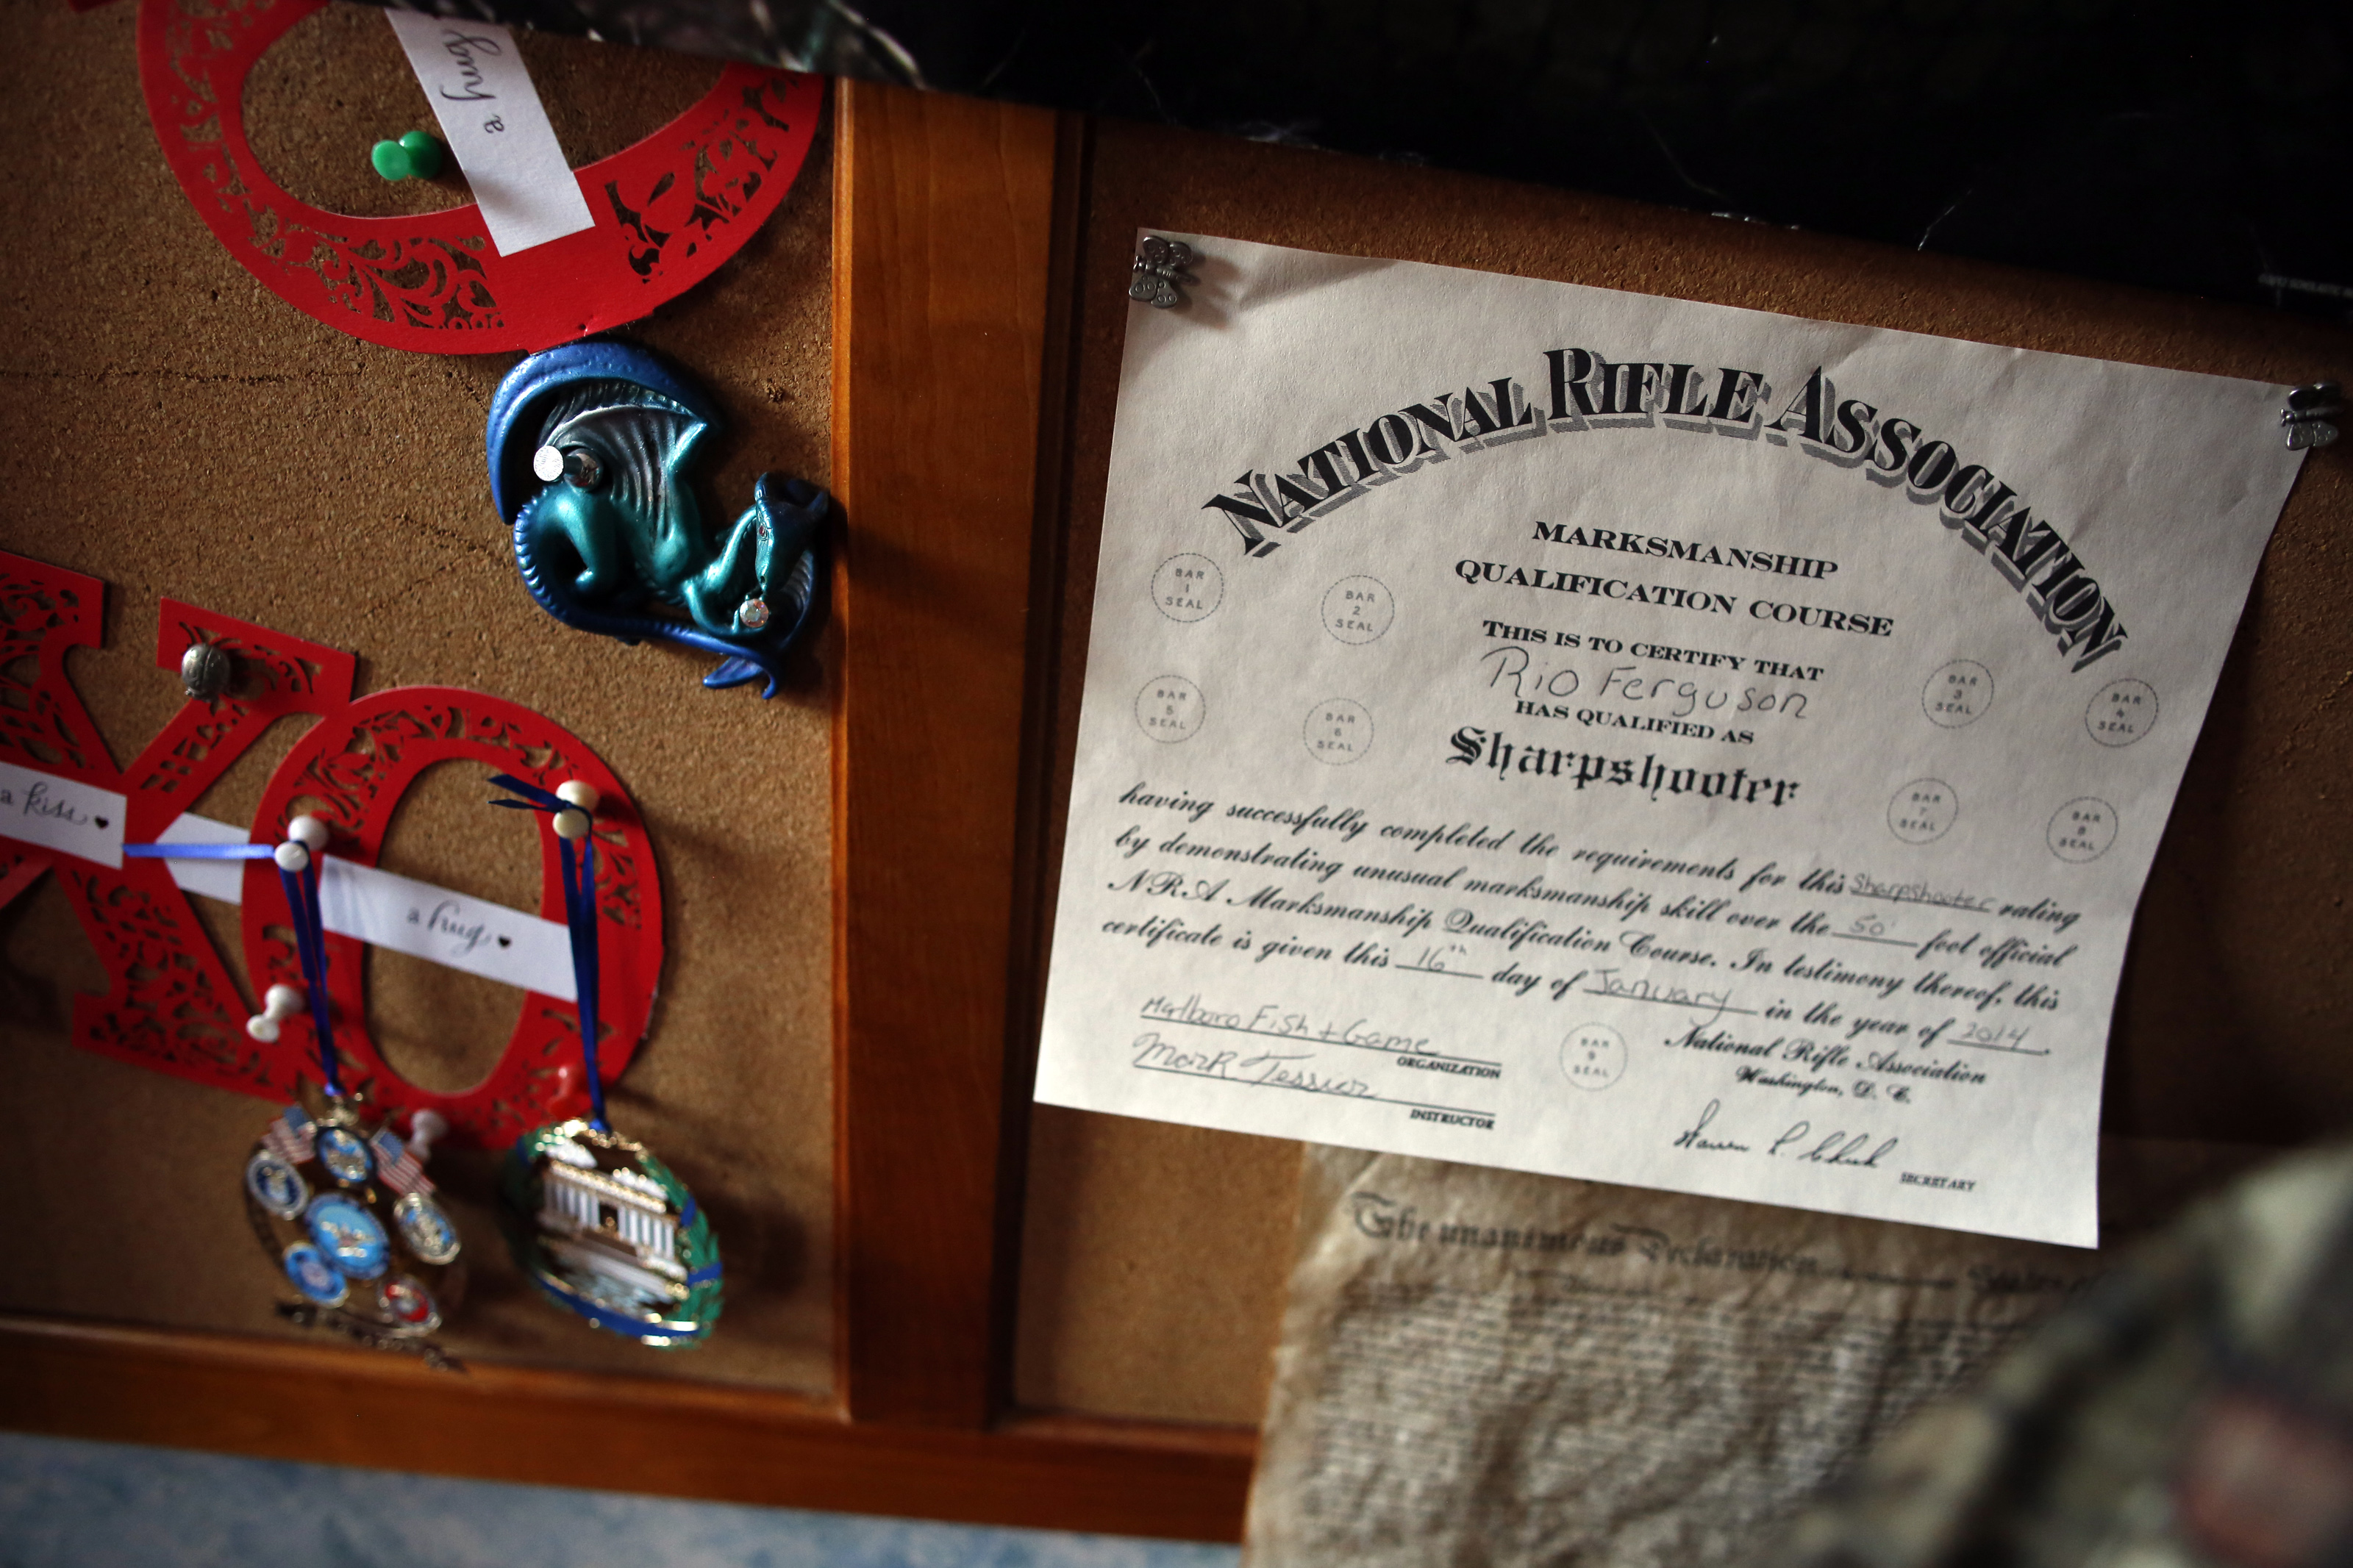 Say a
a kiss
a hug
NATIONAL RIFLE ASSOCIATION
MARKSMANSHIP
QUALIFICATION COURSE
THIS IS TO CERTIFY THAT
Rio Ferguson
HAS QUALIFIED AS
Sharpshooter
BAR 1 SEAL
BAR 2 SEAL
BAR 3 SEAL
BAR 4 SEAL
BAR 5 SEAL
BAR 6 SEAL
BAR 7 SEAL
BAR 8 SEAL
having successfully completed the requirements for this Sharpshooter rating
by demonstrating unusual marksmanship skill over the 50' foot official
NRA Marksmanship Qualification Course. In testimony thereof, this
certificate is given this 16th day of January in the year of 2014.
Marlboro Fish + Game
ORGANIZATION
Mark Tessier
INSTRUCTOR
BAR 9 SEAL
National Rifle Association
Washington, D. C.
SECRETARY
The unanimous Declaration